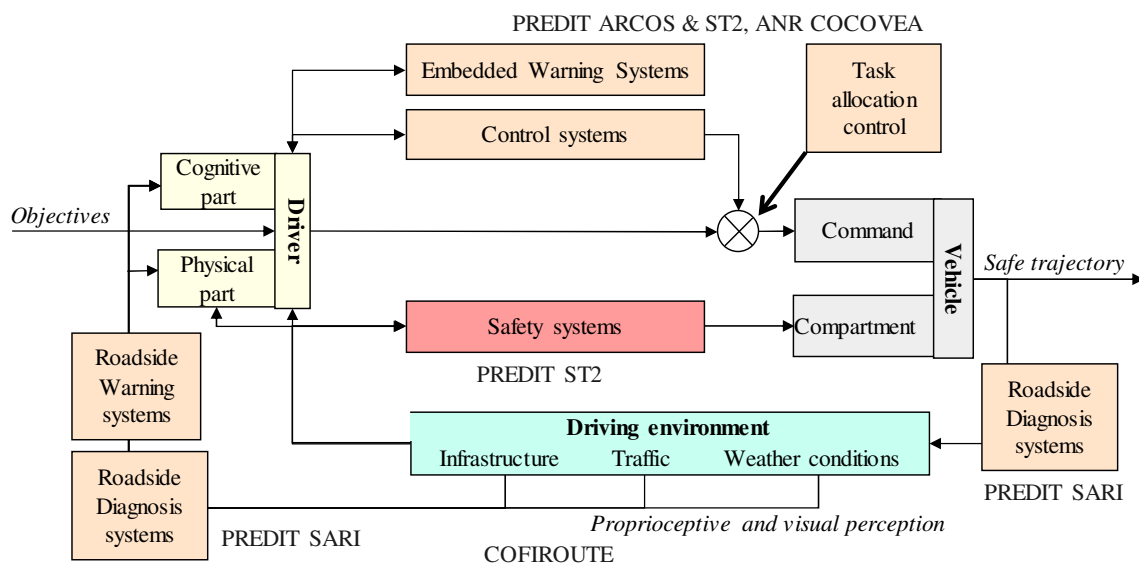 PREDIT ARCOS & ST2, ANR COCOVEA
Embedded Warning Systems
Task
allocation
control
Control systems
Cognitive
part
Driver
Objectives
Physical
part
Command
Vehicle
Safe trajectory
Safety systems
Compartment
PREDIT ST2
Roadside
Warning
systems
Roadside
Diagnosis
systems
Driving environment
Infrastructure Traffic Weather conditions
Roadside
Diagnosis
systems
PREDIT SARI
PREDIT SARI
Proprioceptive and visual perception
COFIROUTE